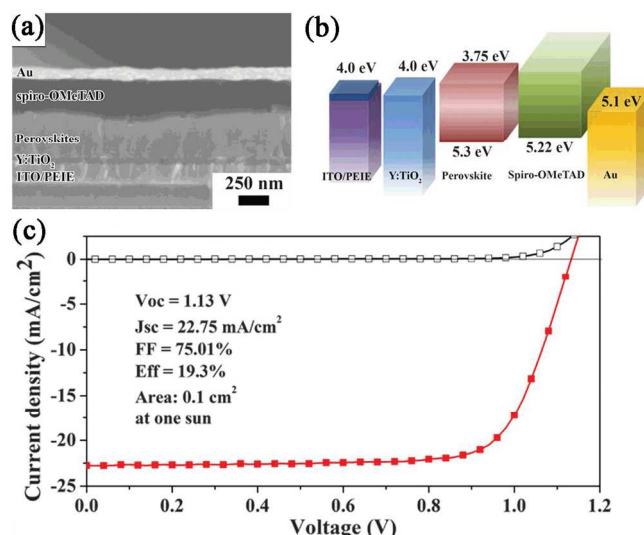 (a)
Au
spiro-OMeTAD
Perovskites
Y:TiO2
ITO/PEIE
250 nm
(b)
4.0 eV
4.0 eV
3.75 eV
5.1 eV
5.3 eV
5.22 eV
ITO/PEIE
Y:TiO2
Perovskite
Spiro-OMeTAD
Au
(c)
Current density (mA/cm²)
0
-5
-10
-15
-20
-25
Voc = 1.13 V
Jsc = 22.75 mA/cm²
FF = 75.01%
Eff = 19.3%
Area: 0.1 cm²
at one sun
0.0 0.2 0.4 0.6 0.8 1.0 1.2
Voltage (V)